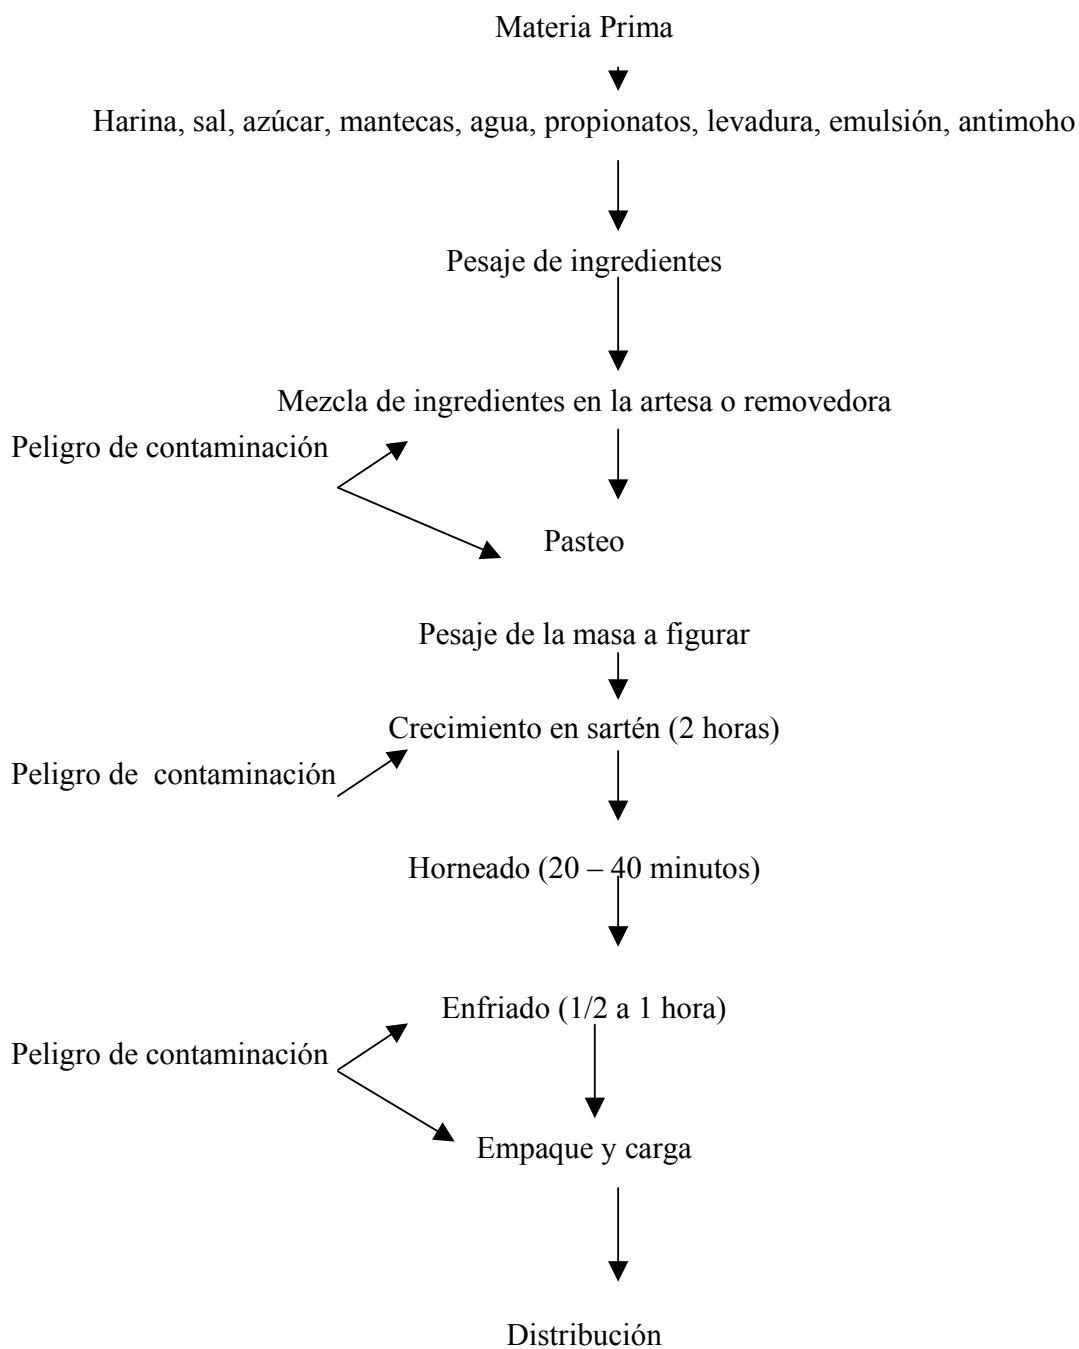 Materia Prima
Harina, sal, azúcar, mantecas, agua, propionatos, levadura, emulsión, antimoho
Pesaje de ingredientes
Mezcla de ingredientes en la artesa o removedora
Peligro de contaminación
Pasteo
Pesaje de la masa a figurar
Crecimiento en sartén (2 horas)
Peligro de  contaminación
Horneado (20 – 40 minutos)
Enfriado (1/2 a 1 hora)
Peligro de contaminación
Empaque y carga
Distribución